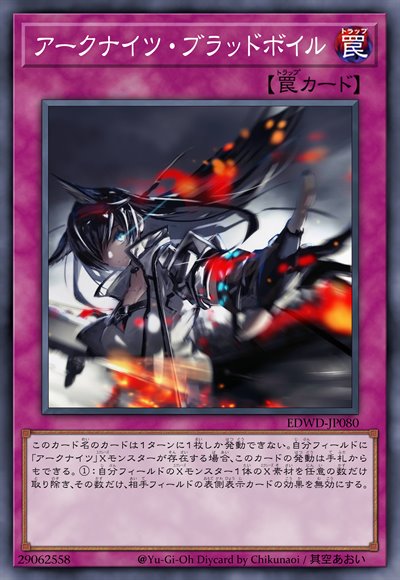 アークナイツ・ブラッドボイル
トラップ
罠
トラップ
【罠カード】
EDWD-JP080
このカード名のカードは1ターンに1枚しか発動できない。自分フィールドに
「アークナイツ」Xモンスターが存在する場合、このカードの発動は手札から
もできる。①:自分フィールドのXモンスター1体のX素材を任意の数だけ
取り除き、その数だけ、相手フィールドの表側表示カードの効果を無効にする。
29062558
@Yu-Gi-Oh Diycard by Chikunaoi / 其空あおい